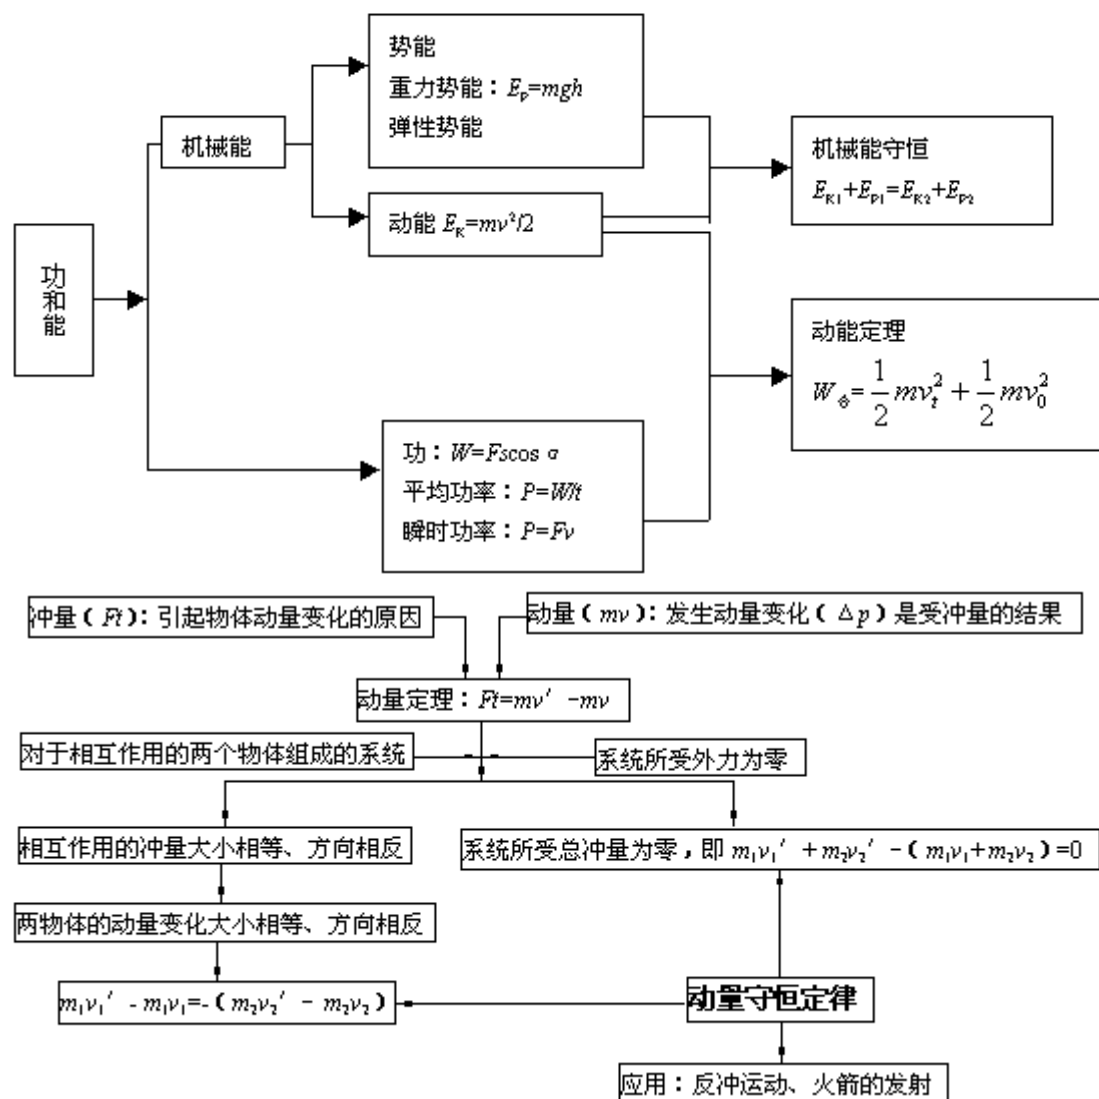 势能
重力势能：Eₚ=mgh
弹性势能
机械能
机械能守恒
E_K1+E_P1=E_K2+E_P2
动能 E_K=mv²/2
功和能
动能定理
W合=1/2 mv_t²+1/2 mv_0²
功：W=Fscos α
平均功率：P=W/t
瞬时功率：P=Fv
冲量（Ft）：引起物体动量变化的原因
动量（mv）：发生动量变化（Δp）是受冲量的结果
动量定理：Ft=mv′-mv
对于相互作用的两个物体组成的系统
系统所受外力为零
相互作用的冲量大小相等、方向相反
系统所受总冲量为零，即 m₁v₁′+m₂v₂′-(m₁v₁+m₂v₂)=0
两物体的动量变化大小相等、方向相反
m₁v₁′-m₁v₁=-(m₂v₂′-m₂v₂)
动量守恒定律
应用：反冲运动、火箭的发射